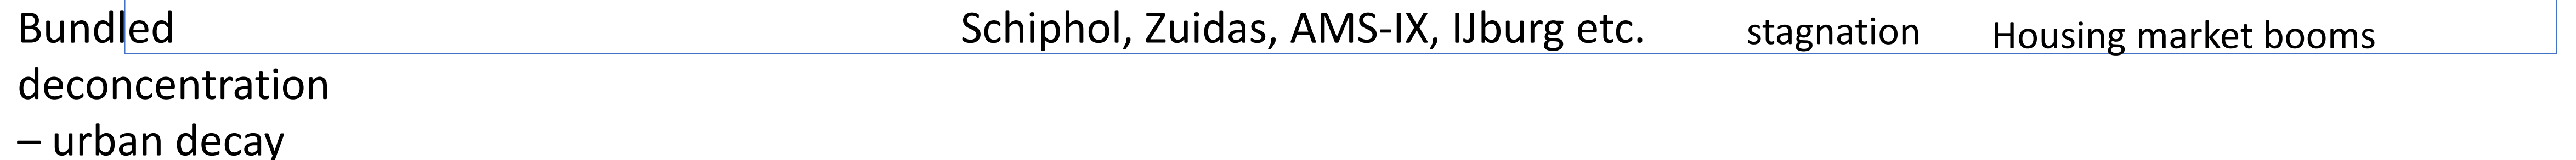 Bundled
deconcentration
– urban decay
Schiphol, Zuidas, AMS-IX, IJburg etc.
stagnation
Housing market booms